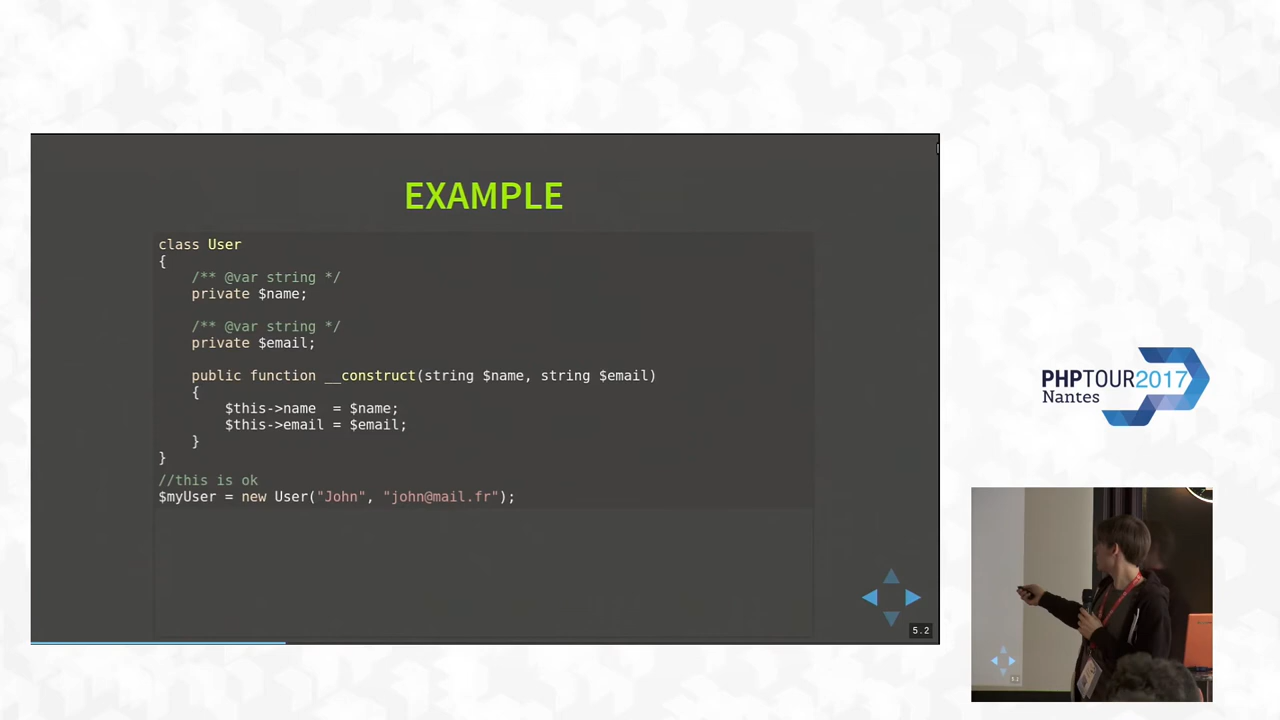 EXAMPLE
class User
{
    /** @var string */
    private $name;
    /** @var string */
    private $email;
    public function __construct(string $name, string $email)
    {
        $this->name  = $name;
        $this->email = $email;
    }
}
//this is ok
$myUser = new User("John", "john@mail.fr");
5.2
PHPTOUR2017
Nantes